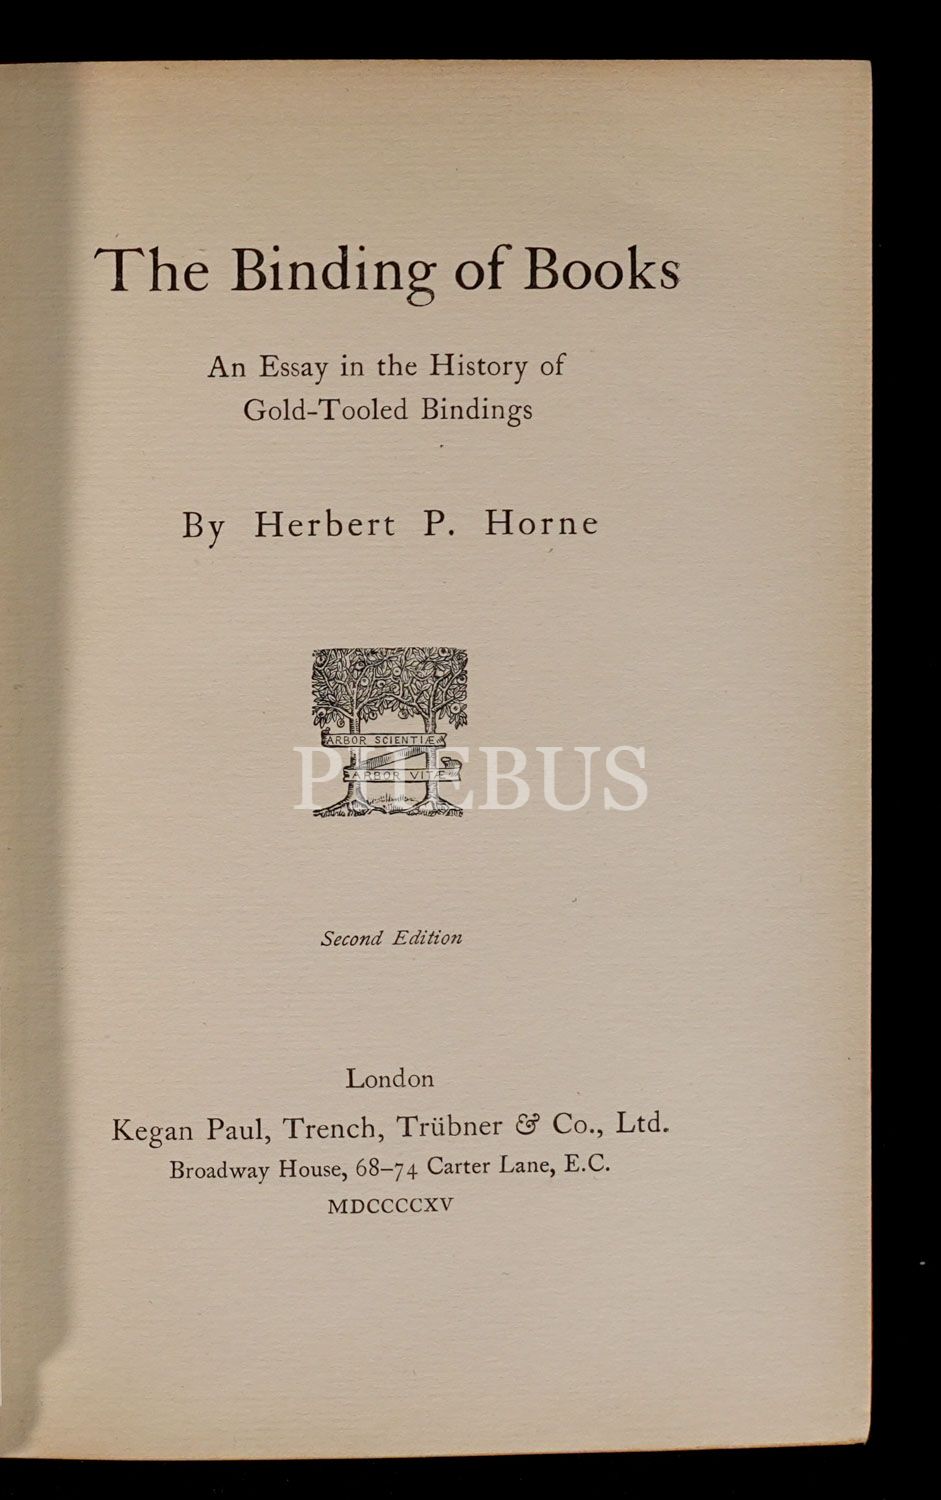 The Binding of Books
An Essay in the History of
Gold-Tooled Bindings
By Herbert P. Horne
ARBOR SCIENTIÆ
ARBOR VITÆ
PHEBUS
Second Edition
London
Kegan Paul, Trench, Trübner & Co., Ltd.
Broadway House, 68–74 Carter Lane, E.C.
MDCCCCXV